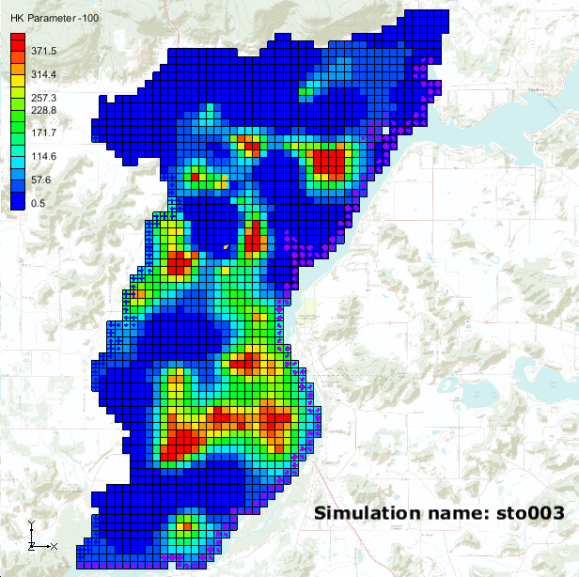 HK Parameter -100
371.5
314.4
257.3
228.8
171.7
114.6
57.6
0.5
Simulation name: sto003
Y
Z X